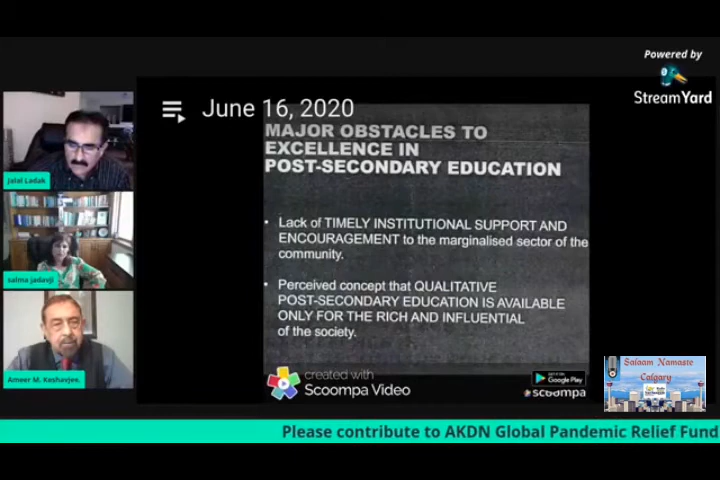 Powered by
StreamYard
June 16, 2020
MAJOR OBSTACLES TO
EXCELLENCE IN
POST-SECONDARY EDUCATION
• Lack of TIMELY INSTITUTIONAL SUPPORT AND
ENCOURAGEMENT to the marginalised sector of the
community.
• Perceived concept that QUALITATIVE
POST-SECONDARY EDUCATION IS AVAILABLE
ONLY FOR THE RICH AND INFLUENTIAL
of the society.
Jalal Ladak
salma jadavji
Ameer M. Keshavjee.
created with
Scoompa Video
GET IT ON
Google Play
scoompa
Salaam Namaste
Calgary
Please contribute to AKDN Global Pandemic Relief Fund